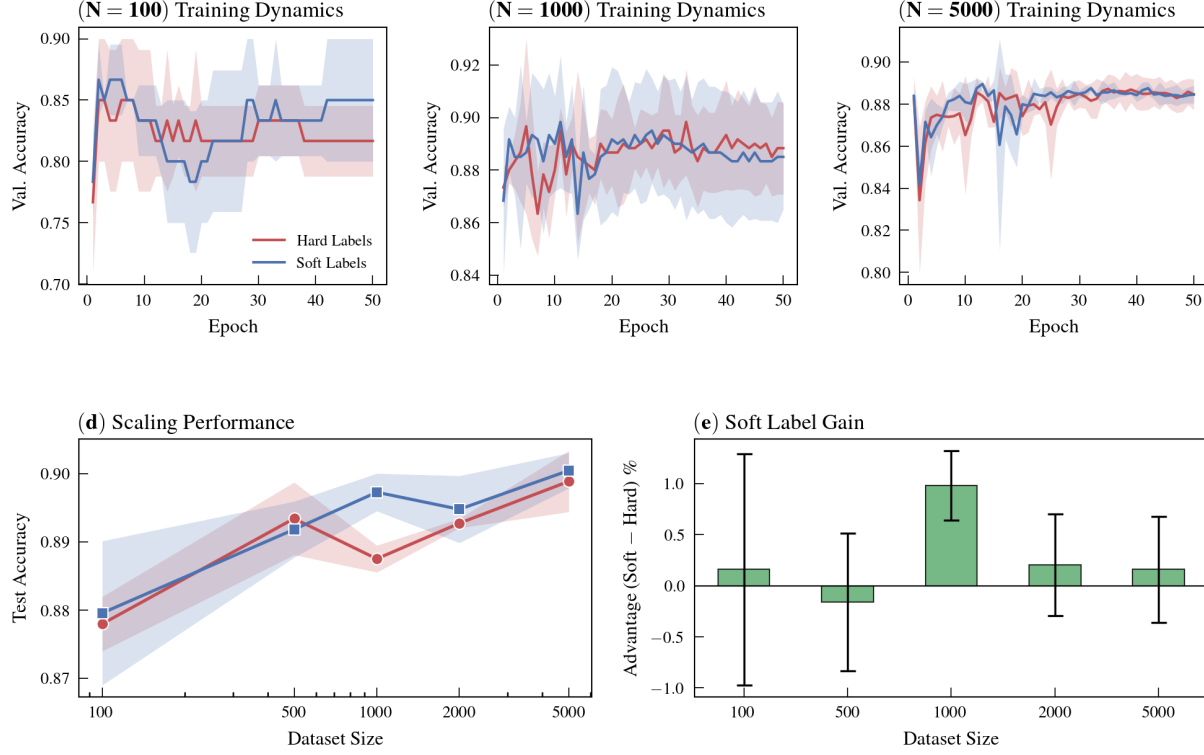 (N = 100) Training Dynamics
0.90
0.85
0.80
0.75
0.70
Val. Accuracy
Hard Labels
Soft Labels
0 10 20 30 40 50
Epoch
(N = 1000) Training Dynamics
0.92
0.90
0.88
0.86
0.84
Val. Accuracy
0 10 20 30 40 50
Epoch
(N = 5000) Training Dynamics
0.90
0.88
0.86
0.84
0.82
0.80
Val. Accuracy
0 10 20 30 40 50
Epoch
(d) Scaling Performance
0.90
0.89
0.88
0.87
Test Accuracy
100 500 1000 2000 5000
Dataset Size
(e) Soft Label Gain
1.0
0.5
0.0
−0.5
−1.0
Advantage (Soft − Hard) %
100 500 1000 2000 5000
Dataset Size